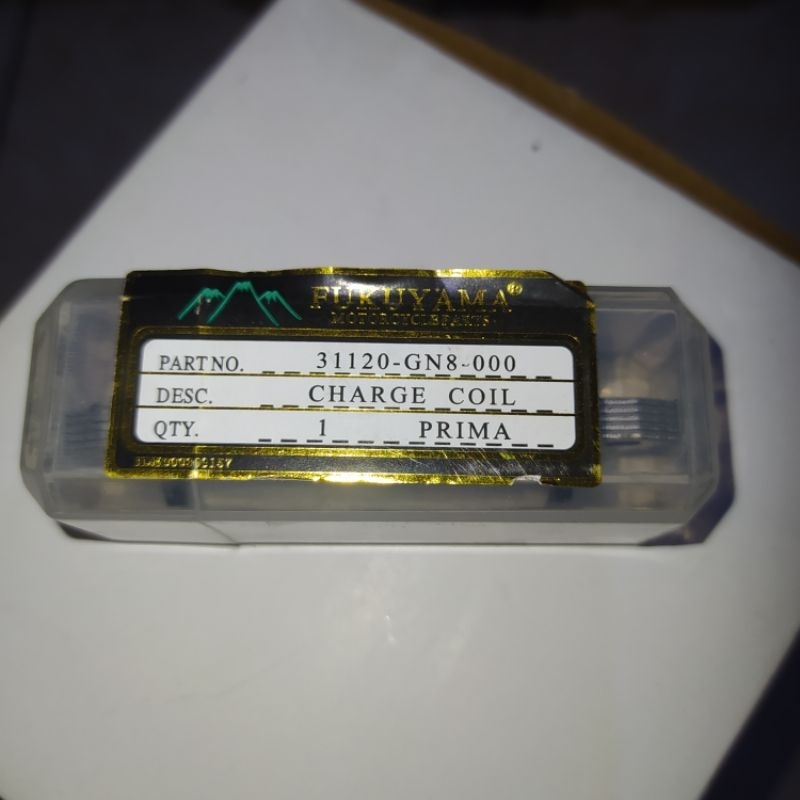 FUKUYAMA®
MOTORCYCLE PARTS
PART NO. 31120-GN8-000
DESC. CHARGE COIL
QTY. 1 PRIMA